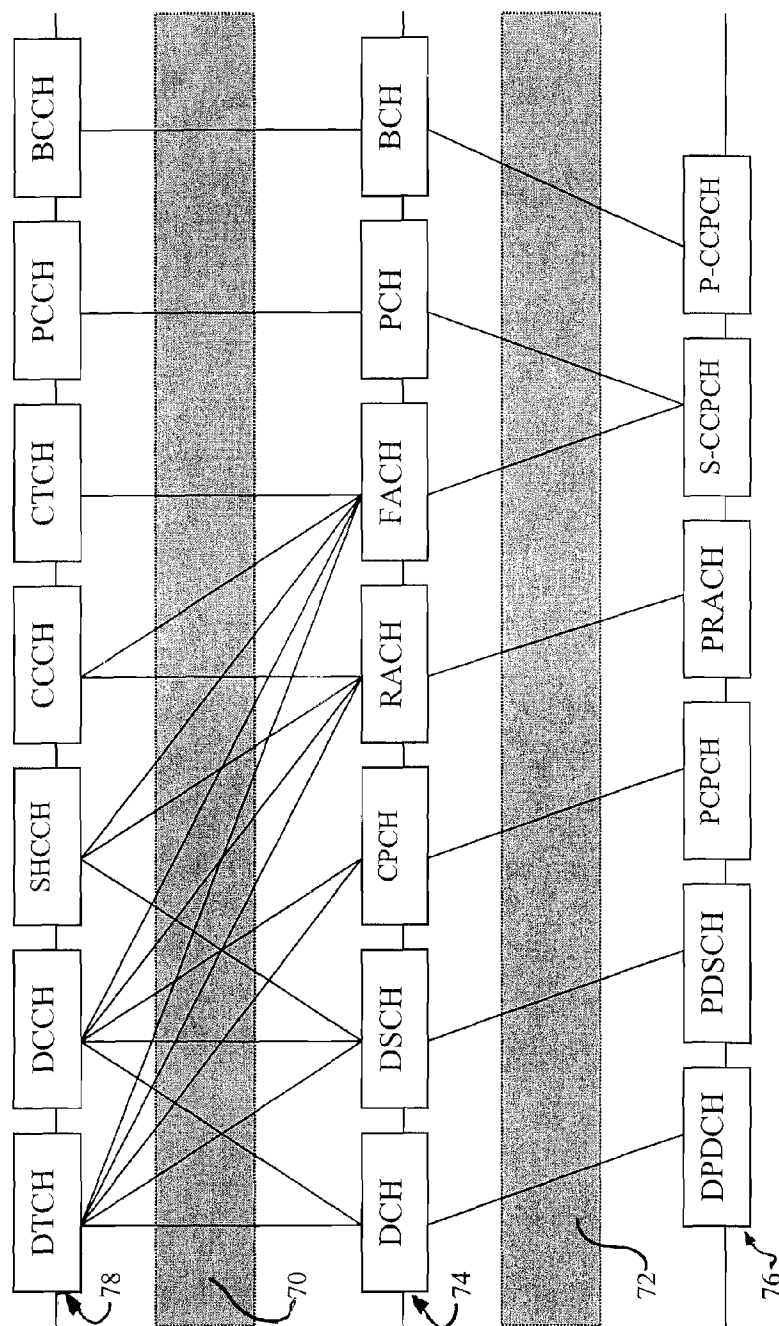 DTCH DCCH SHCCH CCCH CTCH PCCH BCCH
78
70
DCH DSCH CPCH RACH FACH PCH BCH
74
72
DPDCH PDSCH PCPCH PRACH S-CCPCH P-CCPCH
76